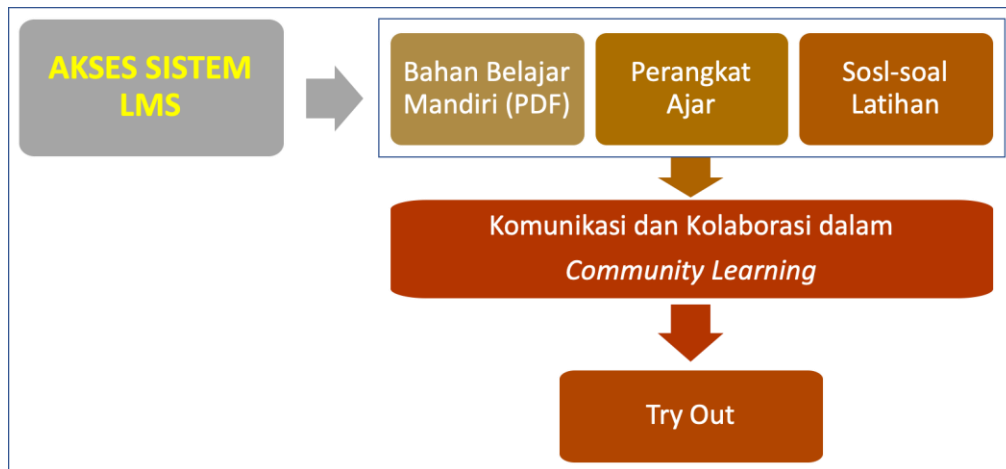 AKSES SISTEM
LMS
Bahan Belajar
Mandiri (PDF)
Perangkat
Ajar
Sosl-soal
Latihan
Komunikasi dan Kolaborasi dalam
Community Learning
Try Out